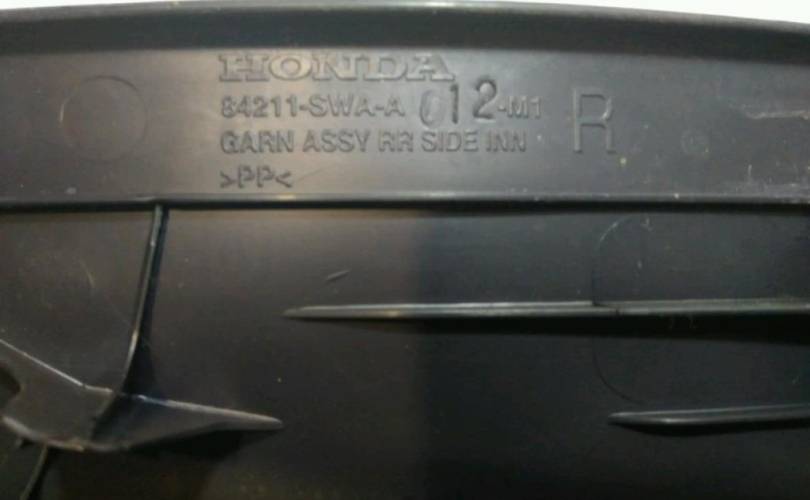 HONDA
84211-SWA-A 012-M1 R
GARN ASSY RR SIDE INN
>PP<